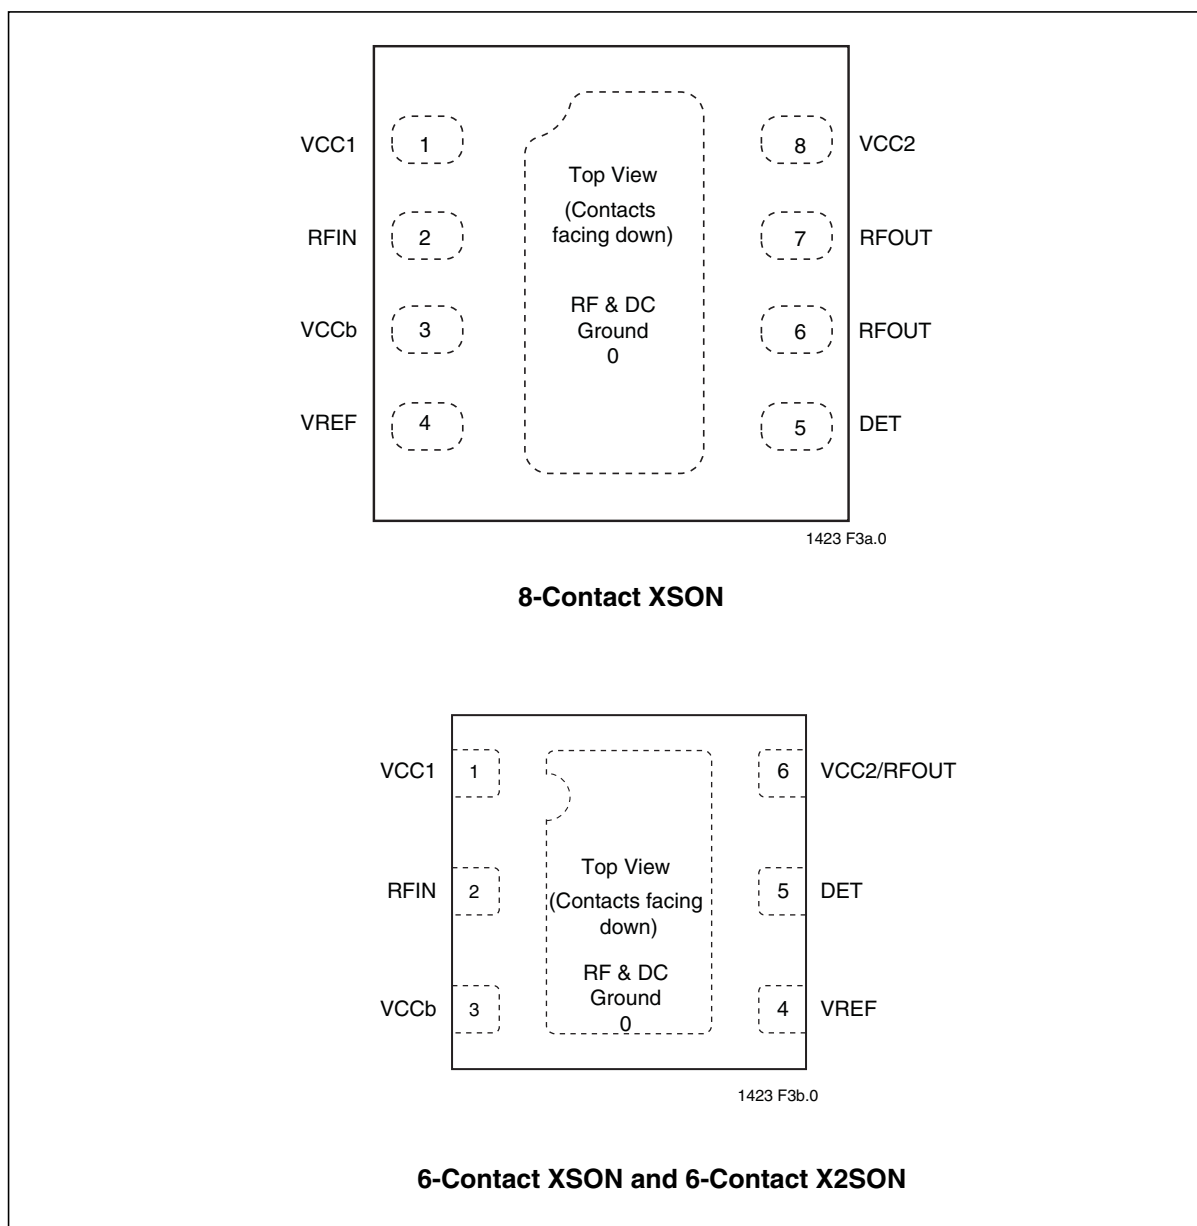 VCC1 1 8 VCC2
Top View
(Contacts
facing down)
RFIN 2 7 RFOUT
RF & DC
Ground
0
VCCb 3 6 RFOUT
VREF 4 5 DET
1423 F3a.0
8-Contact XSON
VCC1 1 6 VCC2/RFOUT
Top View
(Contacts facing
down)
RFIN 2 5 DET
RF & DC
Ground
0
VCCb 3 4 VREF
1423 F3b.0
6-Contact XSON and 6-Contact X2SON